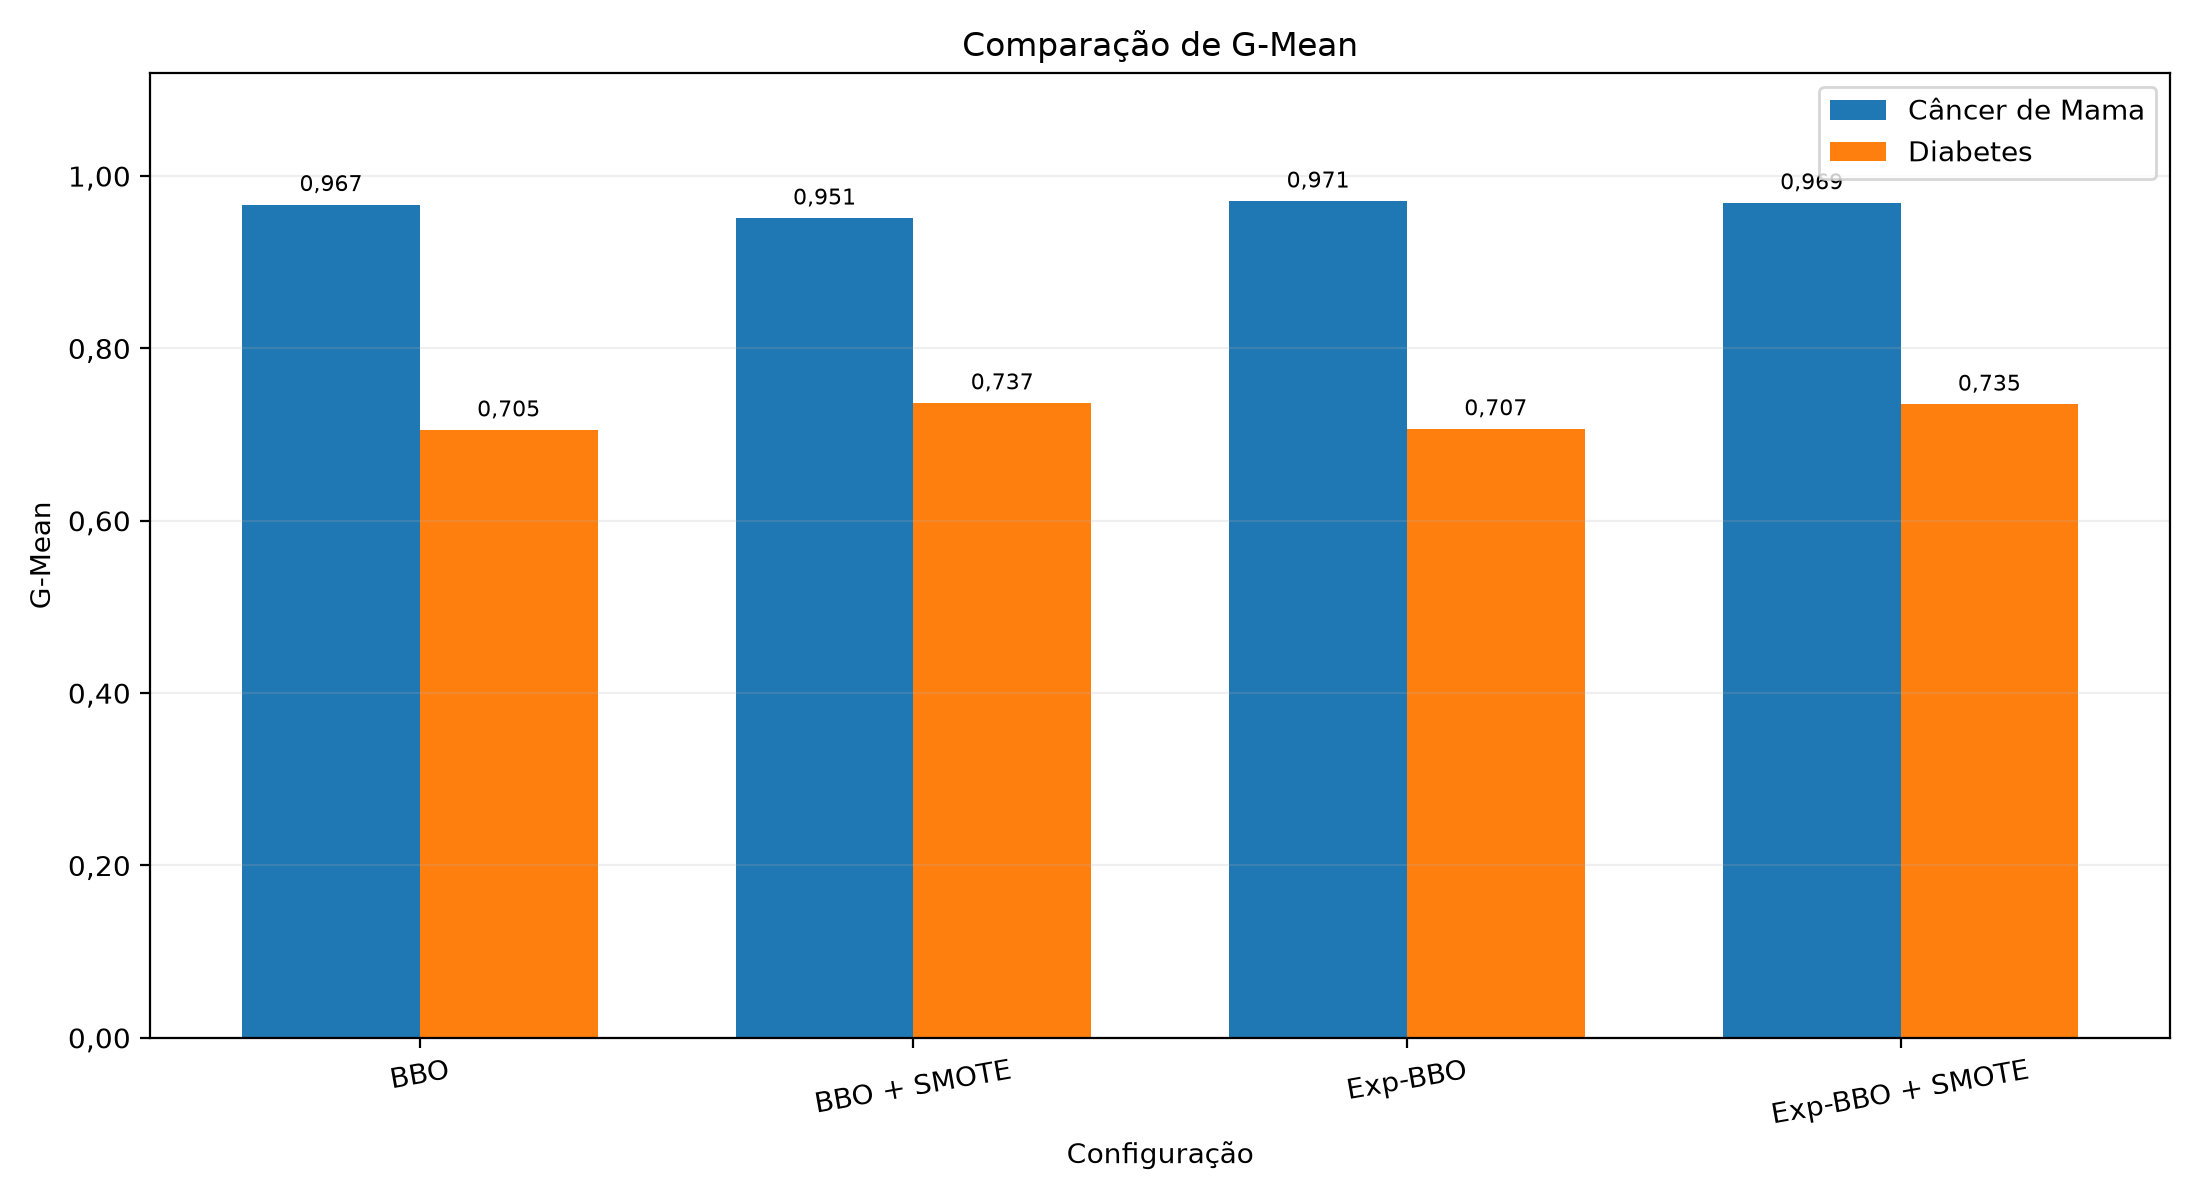 Comparação de G-Mean
Câncer de Mama
Diabetes
1,00
0,80
0,60
0,40
0,20
0,00
G-Mean
0,967
0,705
0,951
0,737
0,971
0,707
0,969
0,735
BBO
BBO + SMOTE
Exp-BBO
Exp-BBO + SMOTE
Configuração